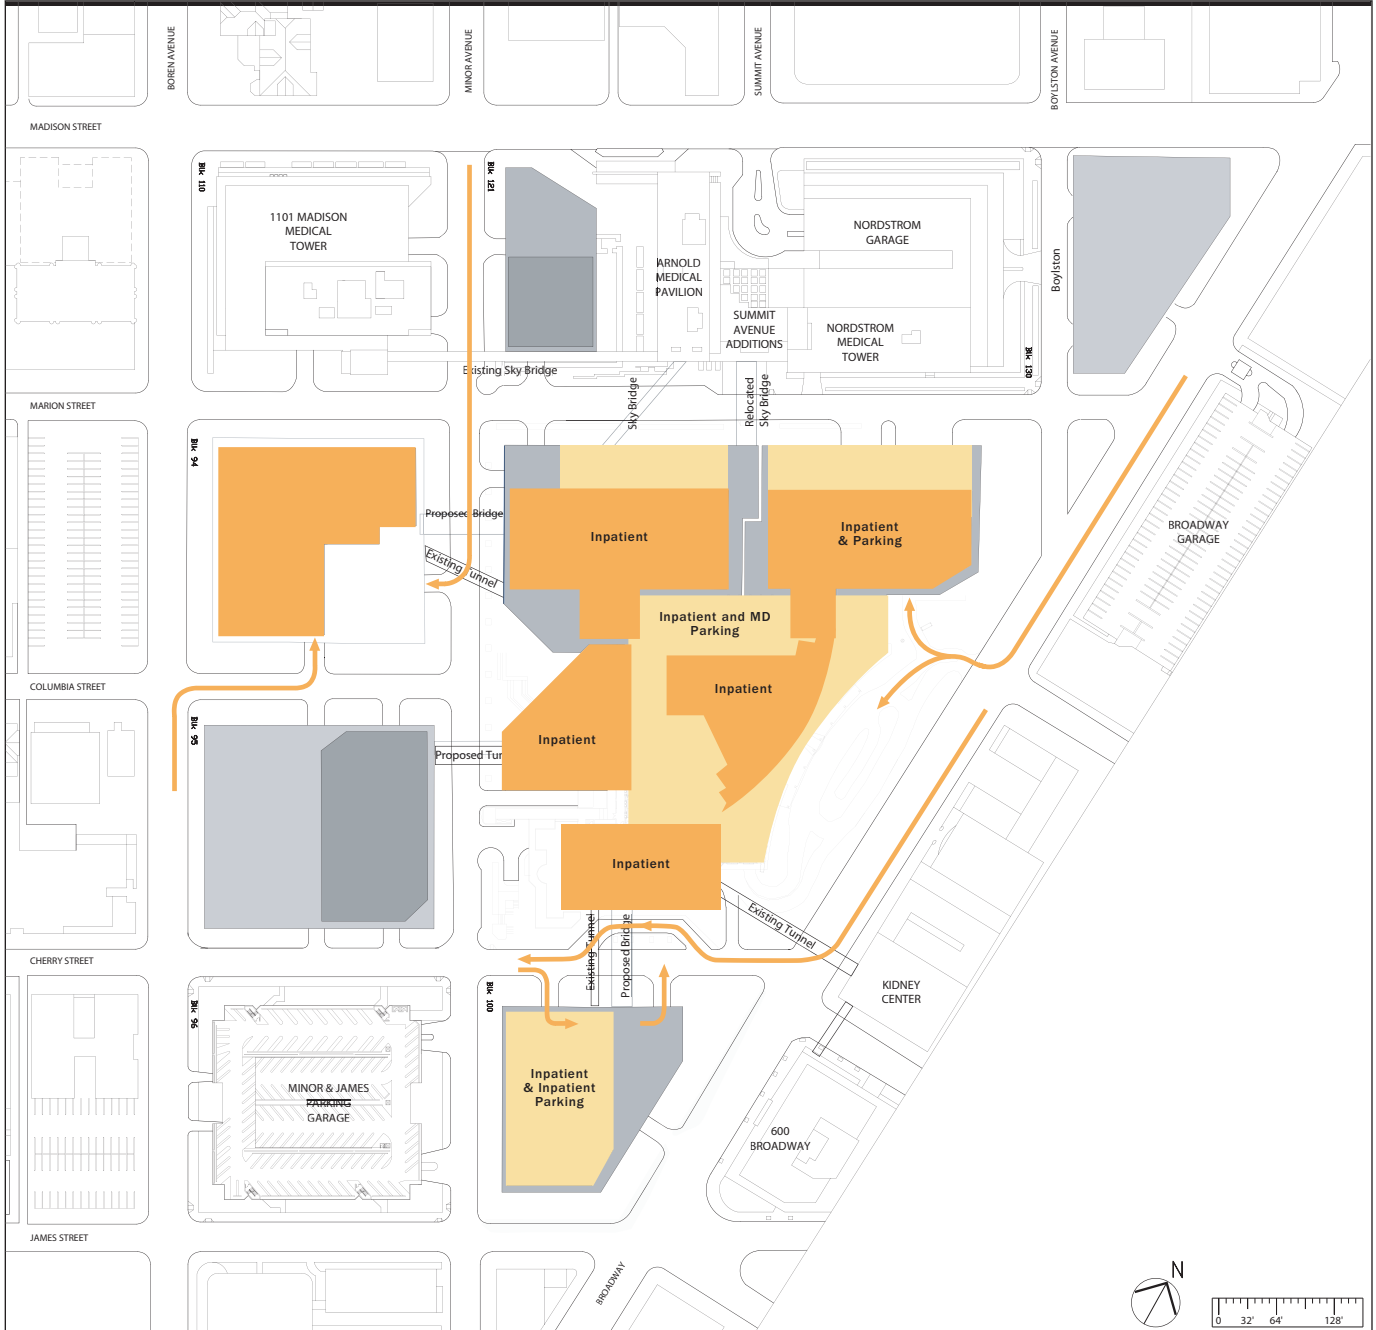 BOREN AVENUE
MINOR AVENUE
SUMMIT AVENUE
BOYLSTON AVENUE
MADISON STREET
Blk 110
Blk 121
1101 MADISON
MEDICAL
TOWER
ARNOLD
MEDICAL
PAVILION
NORDSTROM
GARAGE
Boylston
SUMMIT
AVENUE
ADDITIONS
NORDSTROM
MEDICAL
TOWER
Blk 130
Existing Sky Bridge
Sky Bridge
Relocated
Sky Bridge
MARION STREET
Blk 94
Proposed Bridge
Existing Tunnel
Inpatient
Inpatient
& Parking
BROADWAY
GARAGE
Inpatient and MD
Parking
COLUMBIA STREET
Inpatient
Blk 95
Inpatient
Proposed Tun
Inpatient
Existing Tunnel
Existing Tunnel
Proposed Bridge
CHERRY STREET
KIDNEY
CENTER
Blk 96
Blk 100
MINOR & JAMES
PARKING
GARAGE
Inpatient
& Inpatient
Parking
600
BROADWAY
JAMES STREET
BROADWAY
N
0 32' 64' 128'